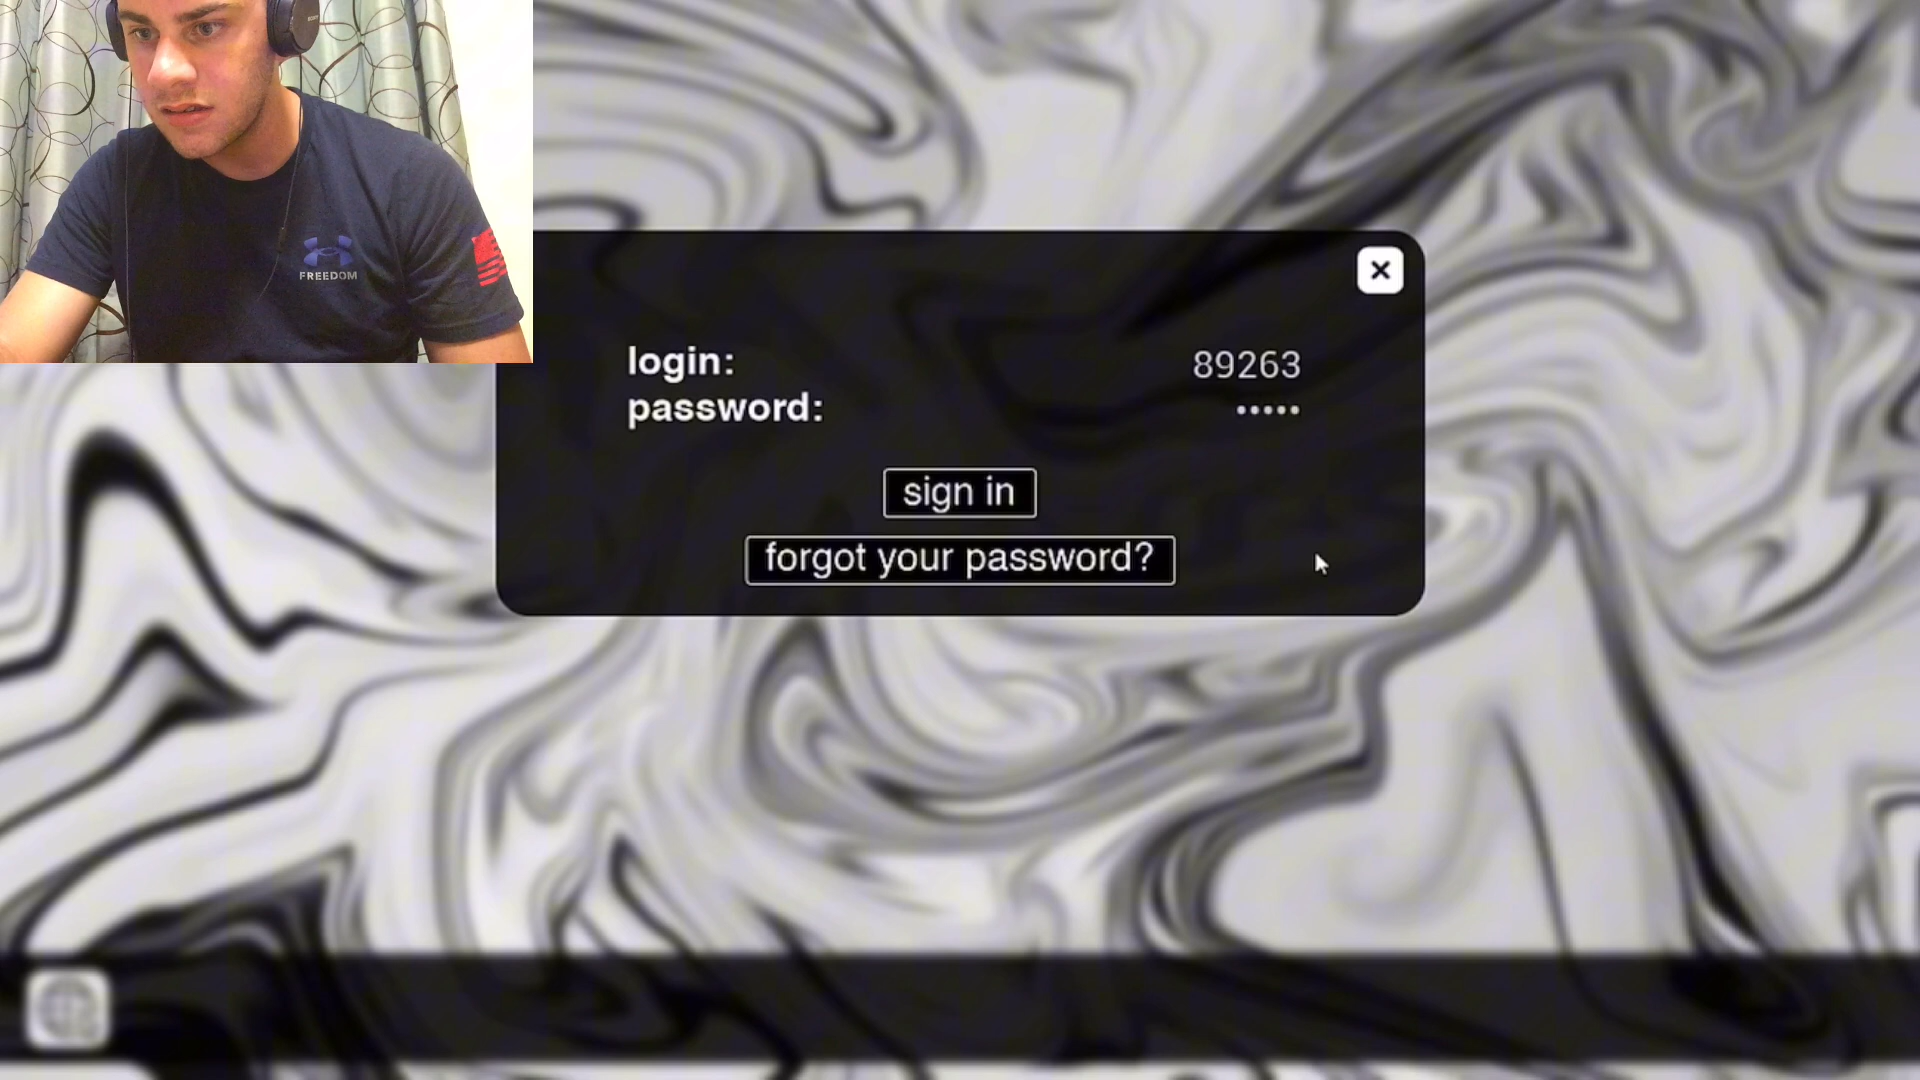 FREEDOM
login: 89263
password: •••••
sign in
forgot your password?